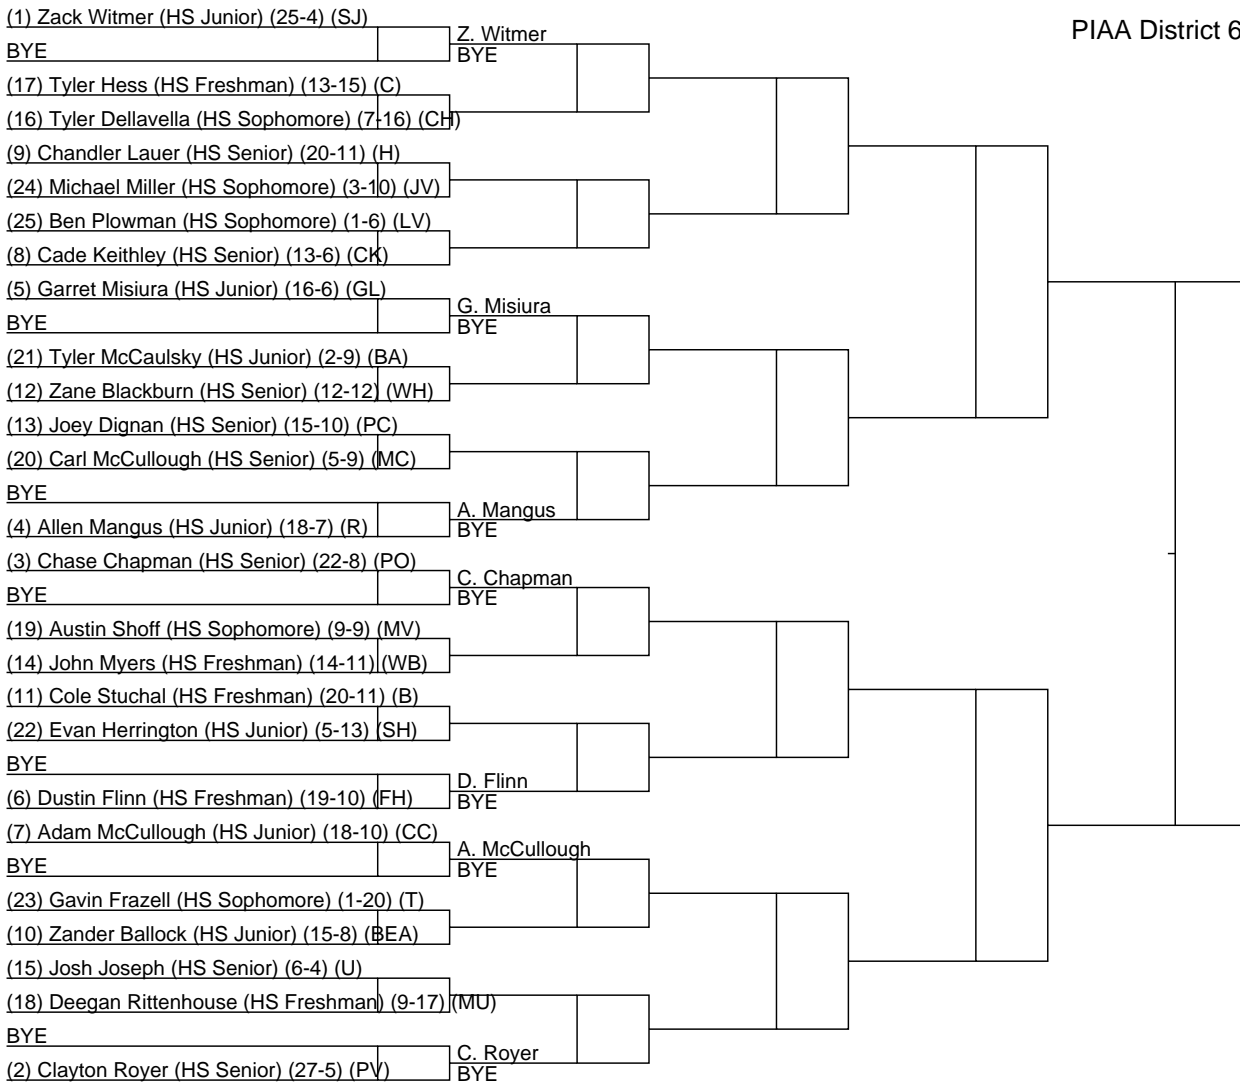 (1) Zack Witmer (HS Junior) (25-4) (SJ)
PIAA District 6
Z. Witmer
BYE
BYE
(17) Tyler Hess (HS Freshman) (13-15) (C)
(16) Tyler Dellavella (HS Sophomore) (7-16) (CH)
(9) Chandler Lauer (HS Senior) (20-11) (H)
(24) Michael Miller (HS Sophomore) (3-10) (JV)
(25) Ben Plowman (HS Sophomore) (1-6) (LV)
(8) Cade Keithley (HS Senior) (13-6) (CK)
(5) Garret Misiura (HS Junior) (16-6) (GL)
G. Misiura
BYE
BYE
(21) Tyler McCaulsky (HS Junior) (2-9) (BA)
(12) Zane Blackburn (HS Senior) (12-12) (WH)
(13) Joey Dignan (HS Senior) (15-10) (PC)
(20) Carl McCullough (HS Senior) (5-9) (MC)
BYE
A. Mangus
(4) Allen Mangus (HS Junior) (18-7) (R)
BYE
(3) Chase Chapman (HS Senior) (22-8) (PO)
C. Chapman
BYE
BYE
(19) Austin Shoff (HS Sophomore) (9-9) (MV)
(14) John Myers (HS Freshman) (14-11) (WB)
(11) Cole Stuchal (HS Freshman) (20-11) (B)
(22) Evan Herrington (HS Junior) (5-13) (SH)
BYE
D. Flinn
(6) Dustin Flinn (HS Freshman) (19-10) (FH)
BYE
(7) Adam McCullough (HS Junior) (18-10) (CC)
A. McCullough
BYE
BYE
(23) Gavin Frazell (HS Sophomore) (1-20) (T)
(10) Zander Ballock (HS Junior) (15-8) (BEA)
(15) Josh Joseph (HS Senior) (6-4) (U)
(18) Deegan Rittenhouse (HS Freshman) (9-17) (MU)
BYE
C. Royer
(2) Clayton Royer (HS Senior) (27-5) (PV)
BYE